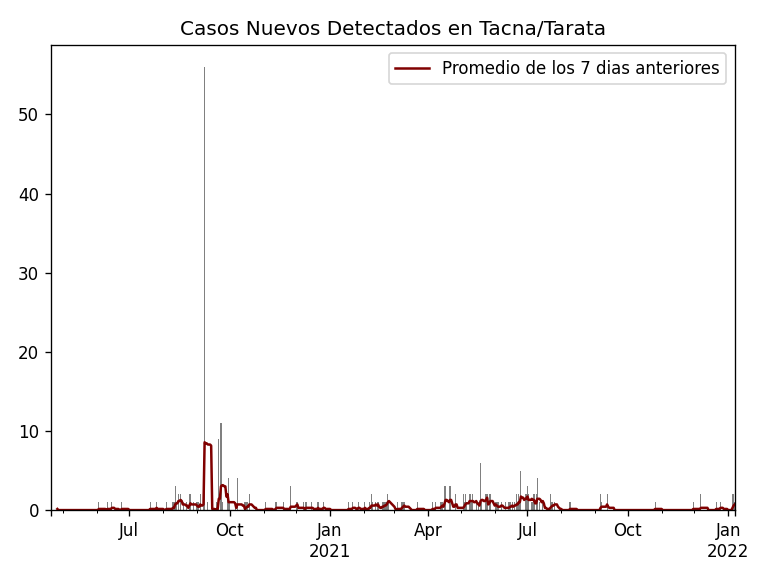 Casos Nuevos Detectados en Tacna/Tarata
Promedio de los 7 dias anteriores
50
40
30
20
10
0
Jul Oct Jan Apr Jul Oct Jan
2021 2022